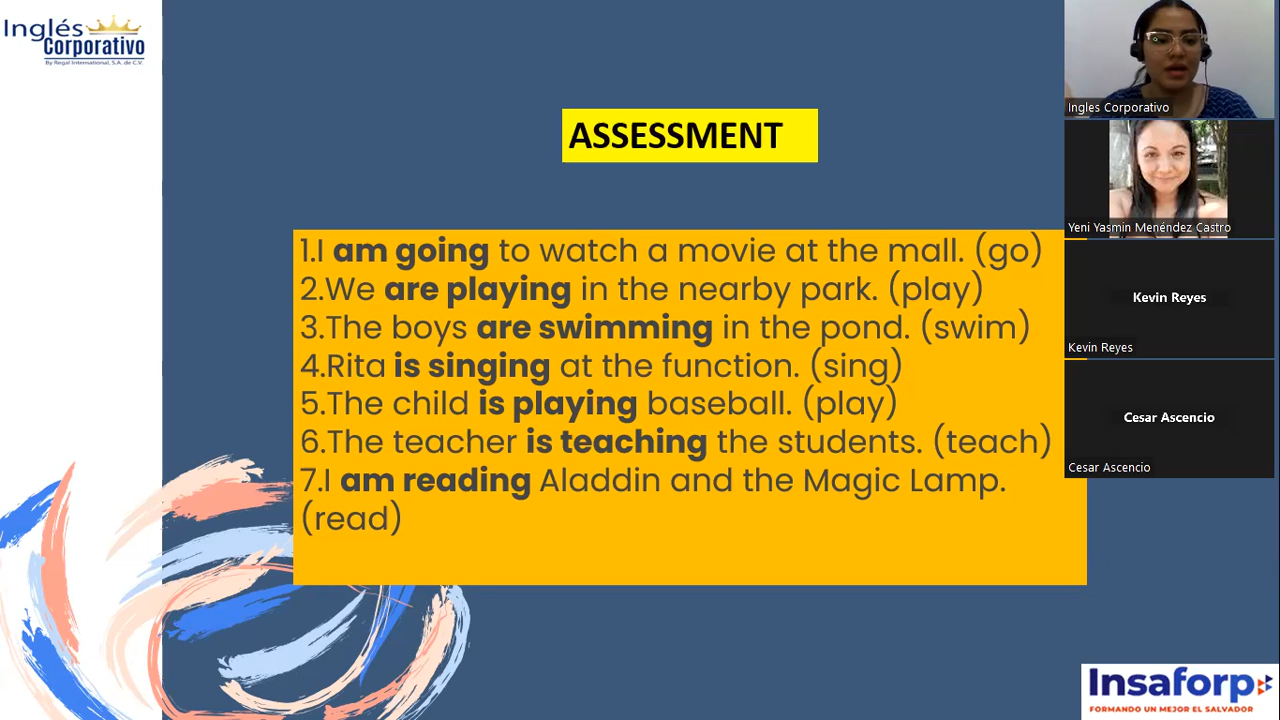 Inglés
Corporativo
By Regal International, S.A. de C.V.
ASSESSMENT
1.I am going to watch a movie at the mall. (go)
2.We are playing in the nearby park. (play)
3.The boys are swimming in the pond. (swim)
4.Rita is singing at the function. (sing)
5.The child is playing baseball. (play)
6.The teacher is teaching the students. (teach)
7.I am reading Aladdin and the Magic Lamp.
(read)
Ingles Corporativo
Yeni Yasmin Menéndez Castro
Kevin Reyes
Kevin Reyes
Cesar Ascencio
Cesar Ascencio
Insaforp
FORMANDO UN MEJOR EL SALVADOR